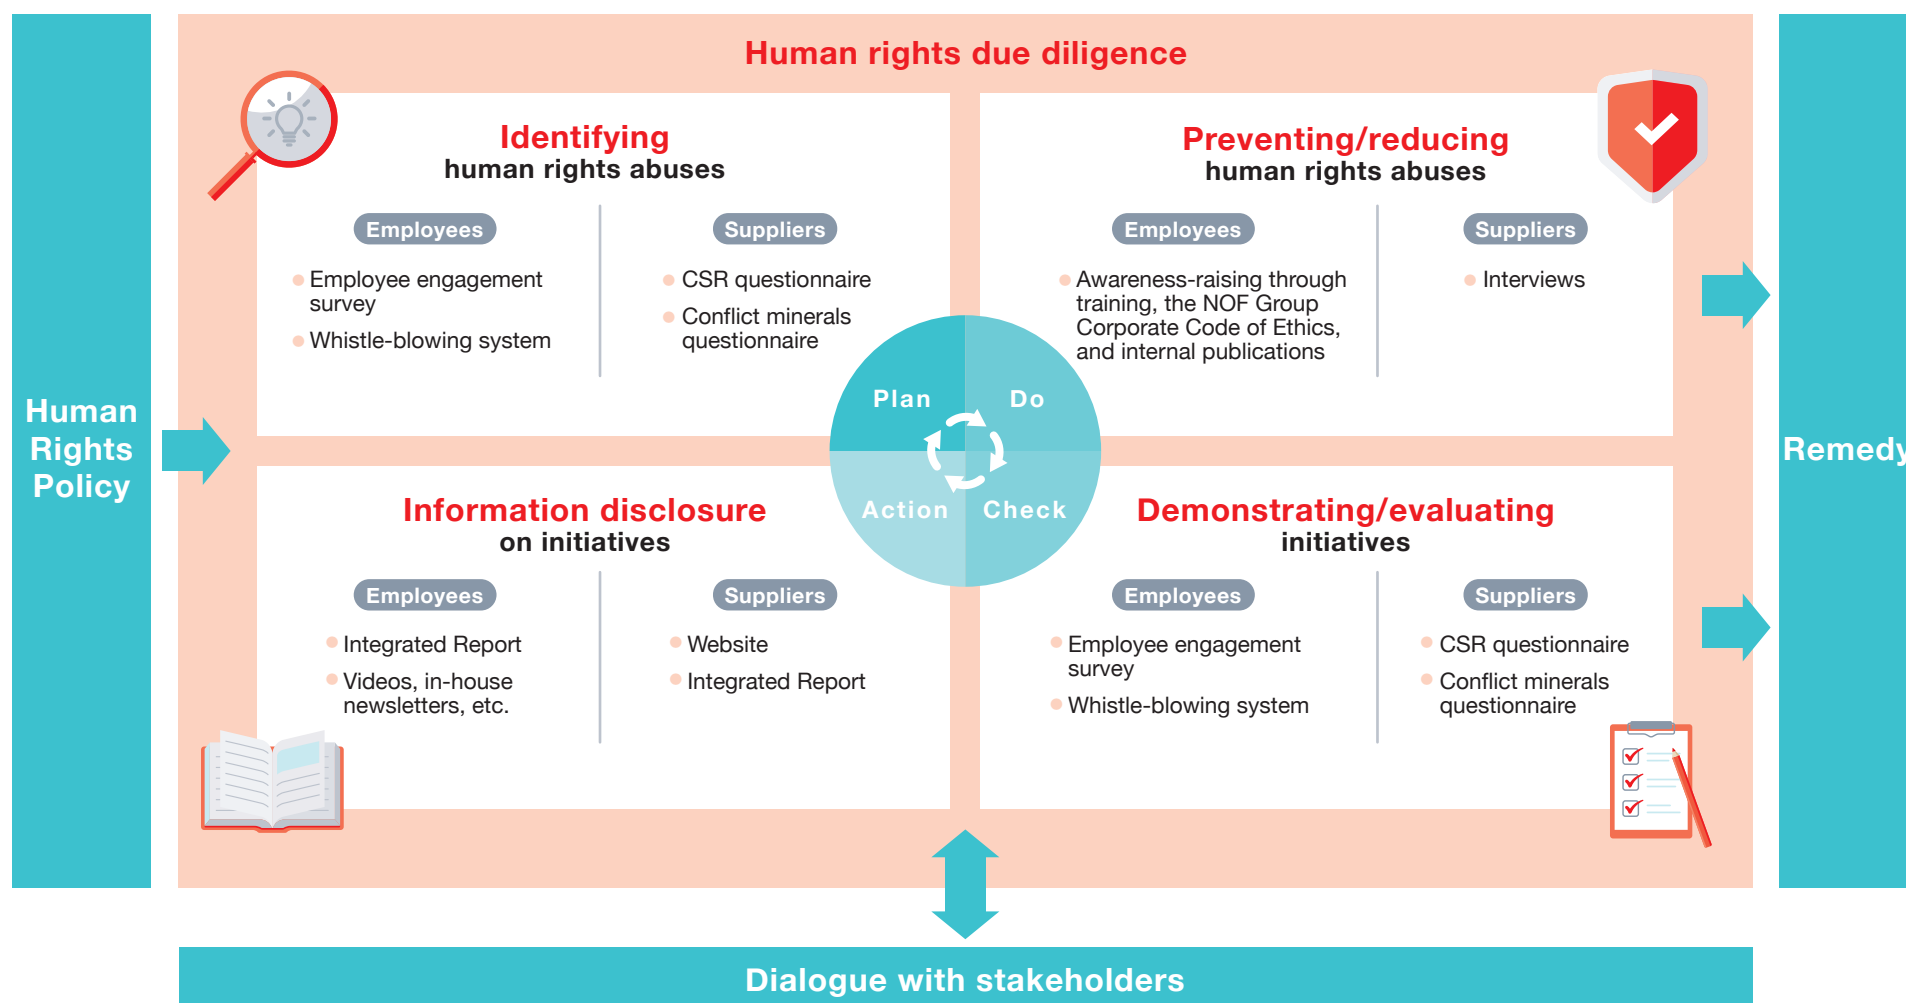 Human rights due diligence
Human
Rights
Policy
Identifying
human rights abuses
Employees
Employee engagement
survey
Whistle-blowing system
Suppliers
CSR questionnaire
Conflict minerals
questionnaire
Preventing/reducing
human rights abuses
Employees
Awareness-raising through
training, the NOF Group
Corporate Code of Ethics,
and internal publications
Suppliers
Interviews
Plan
Do
Action
Check
Information disclosure
on initiatives
Employees
Integrated Report
Videos, in-house
newsletters, etc.
Suppliers
Website
Integrated Report
Demonstrating/evaluating
initiatives
Employees
Employee engagement
survey
Whistle-blowing system
Suppliers
CSR questionnaire
Conflict minerals
questionnaire
Remedy
Dialogue with stakeholders